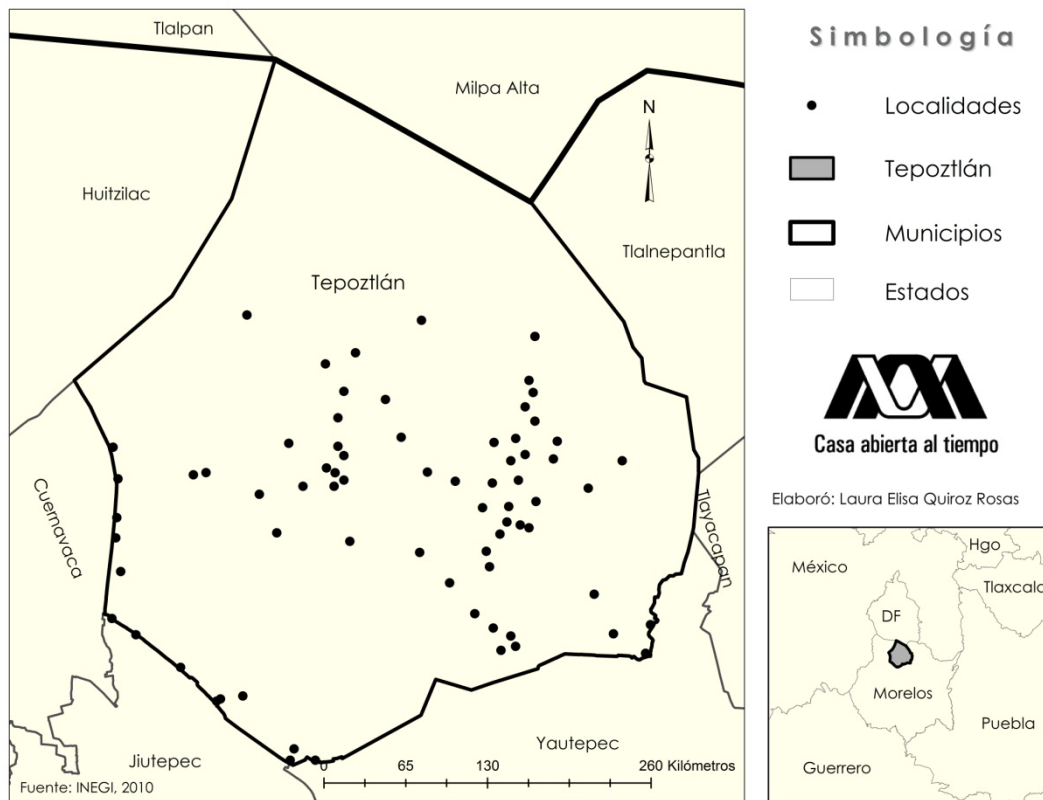 Tlalpan
Milpa Alta
N
Huitzilac
Tlalnepantla
Tepoztlán
Cuernavaca
Tlayacapan
Jiutepec
Yautepec
0 65 130 260 Kilómetros
Fuente: INEGI, 2010
Simbología
Localidades
Tepoztlán
Municipios
Estados
Casa abierta al tiempo
Elaboró: Laura Elisa Quiroz Rosas
México
Hgo
Tlaxcala
DF
Morelos
Puebla
Guerrero